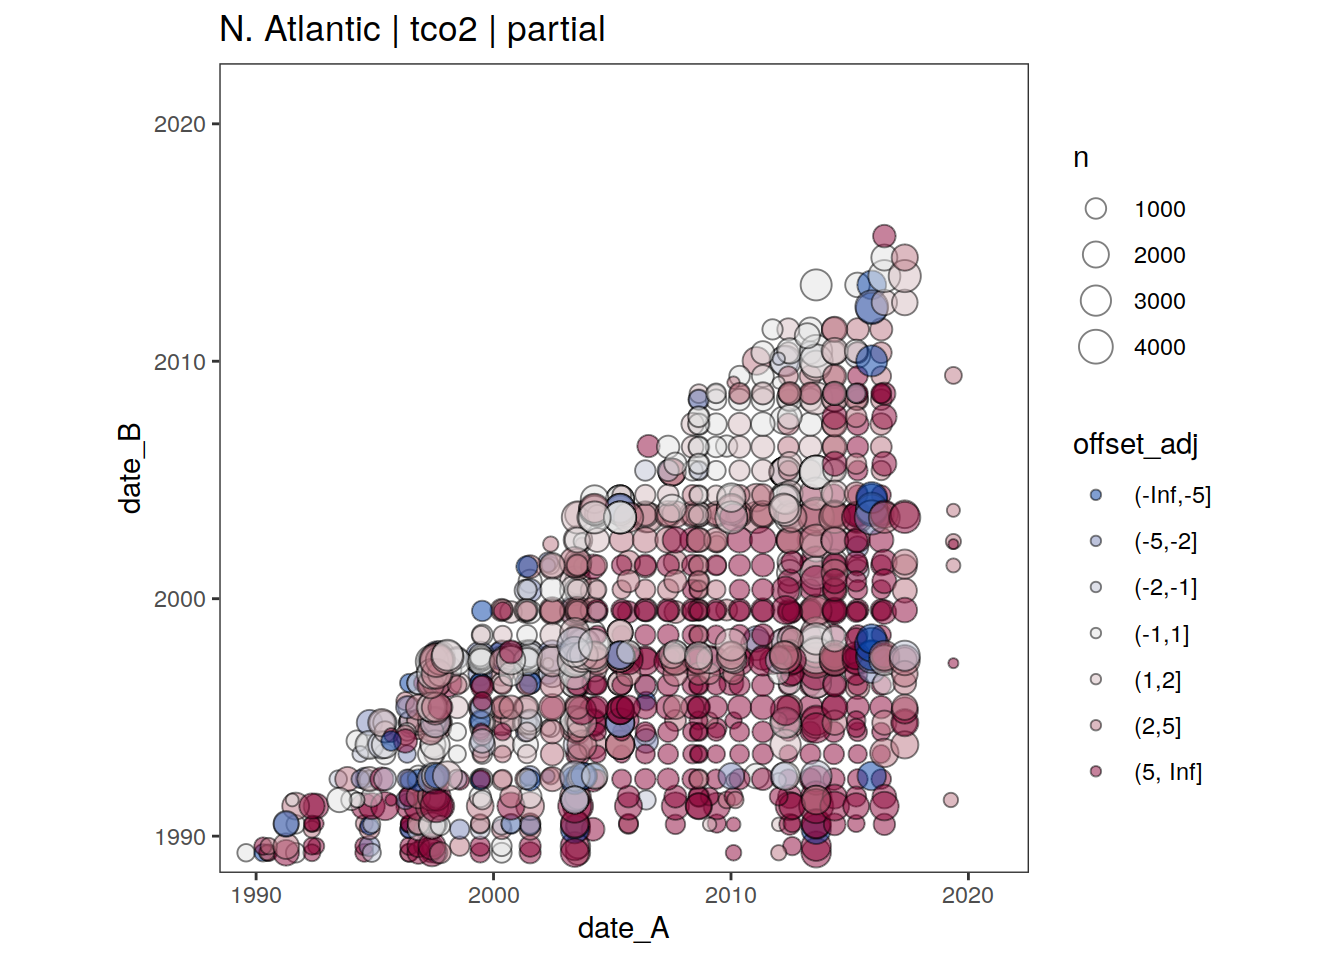 N. Atlantic | tco2 | partial
2020
2010
2000
1990
1990
2000
2010
2020
date_A
date_B
n
1000
2000
3000
4000
offset_adj
(-Inf,-5]
(-5,-2]
(-2,-1]
(-1,1]
(1,2]
(2,5]
(5, Inf]